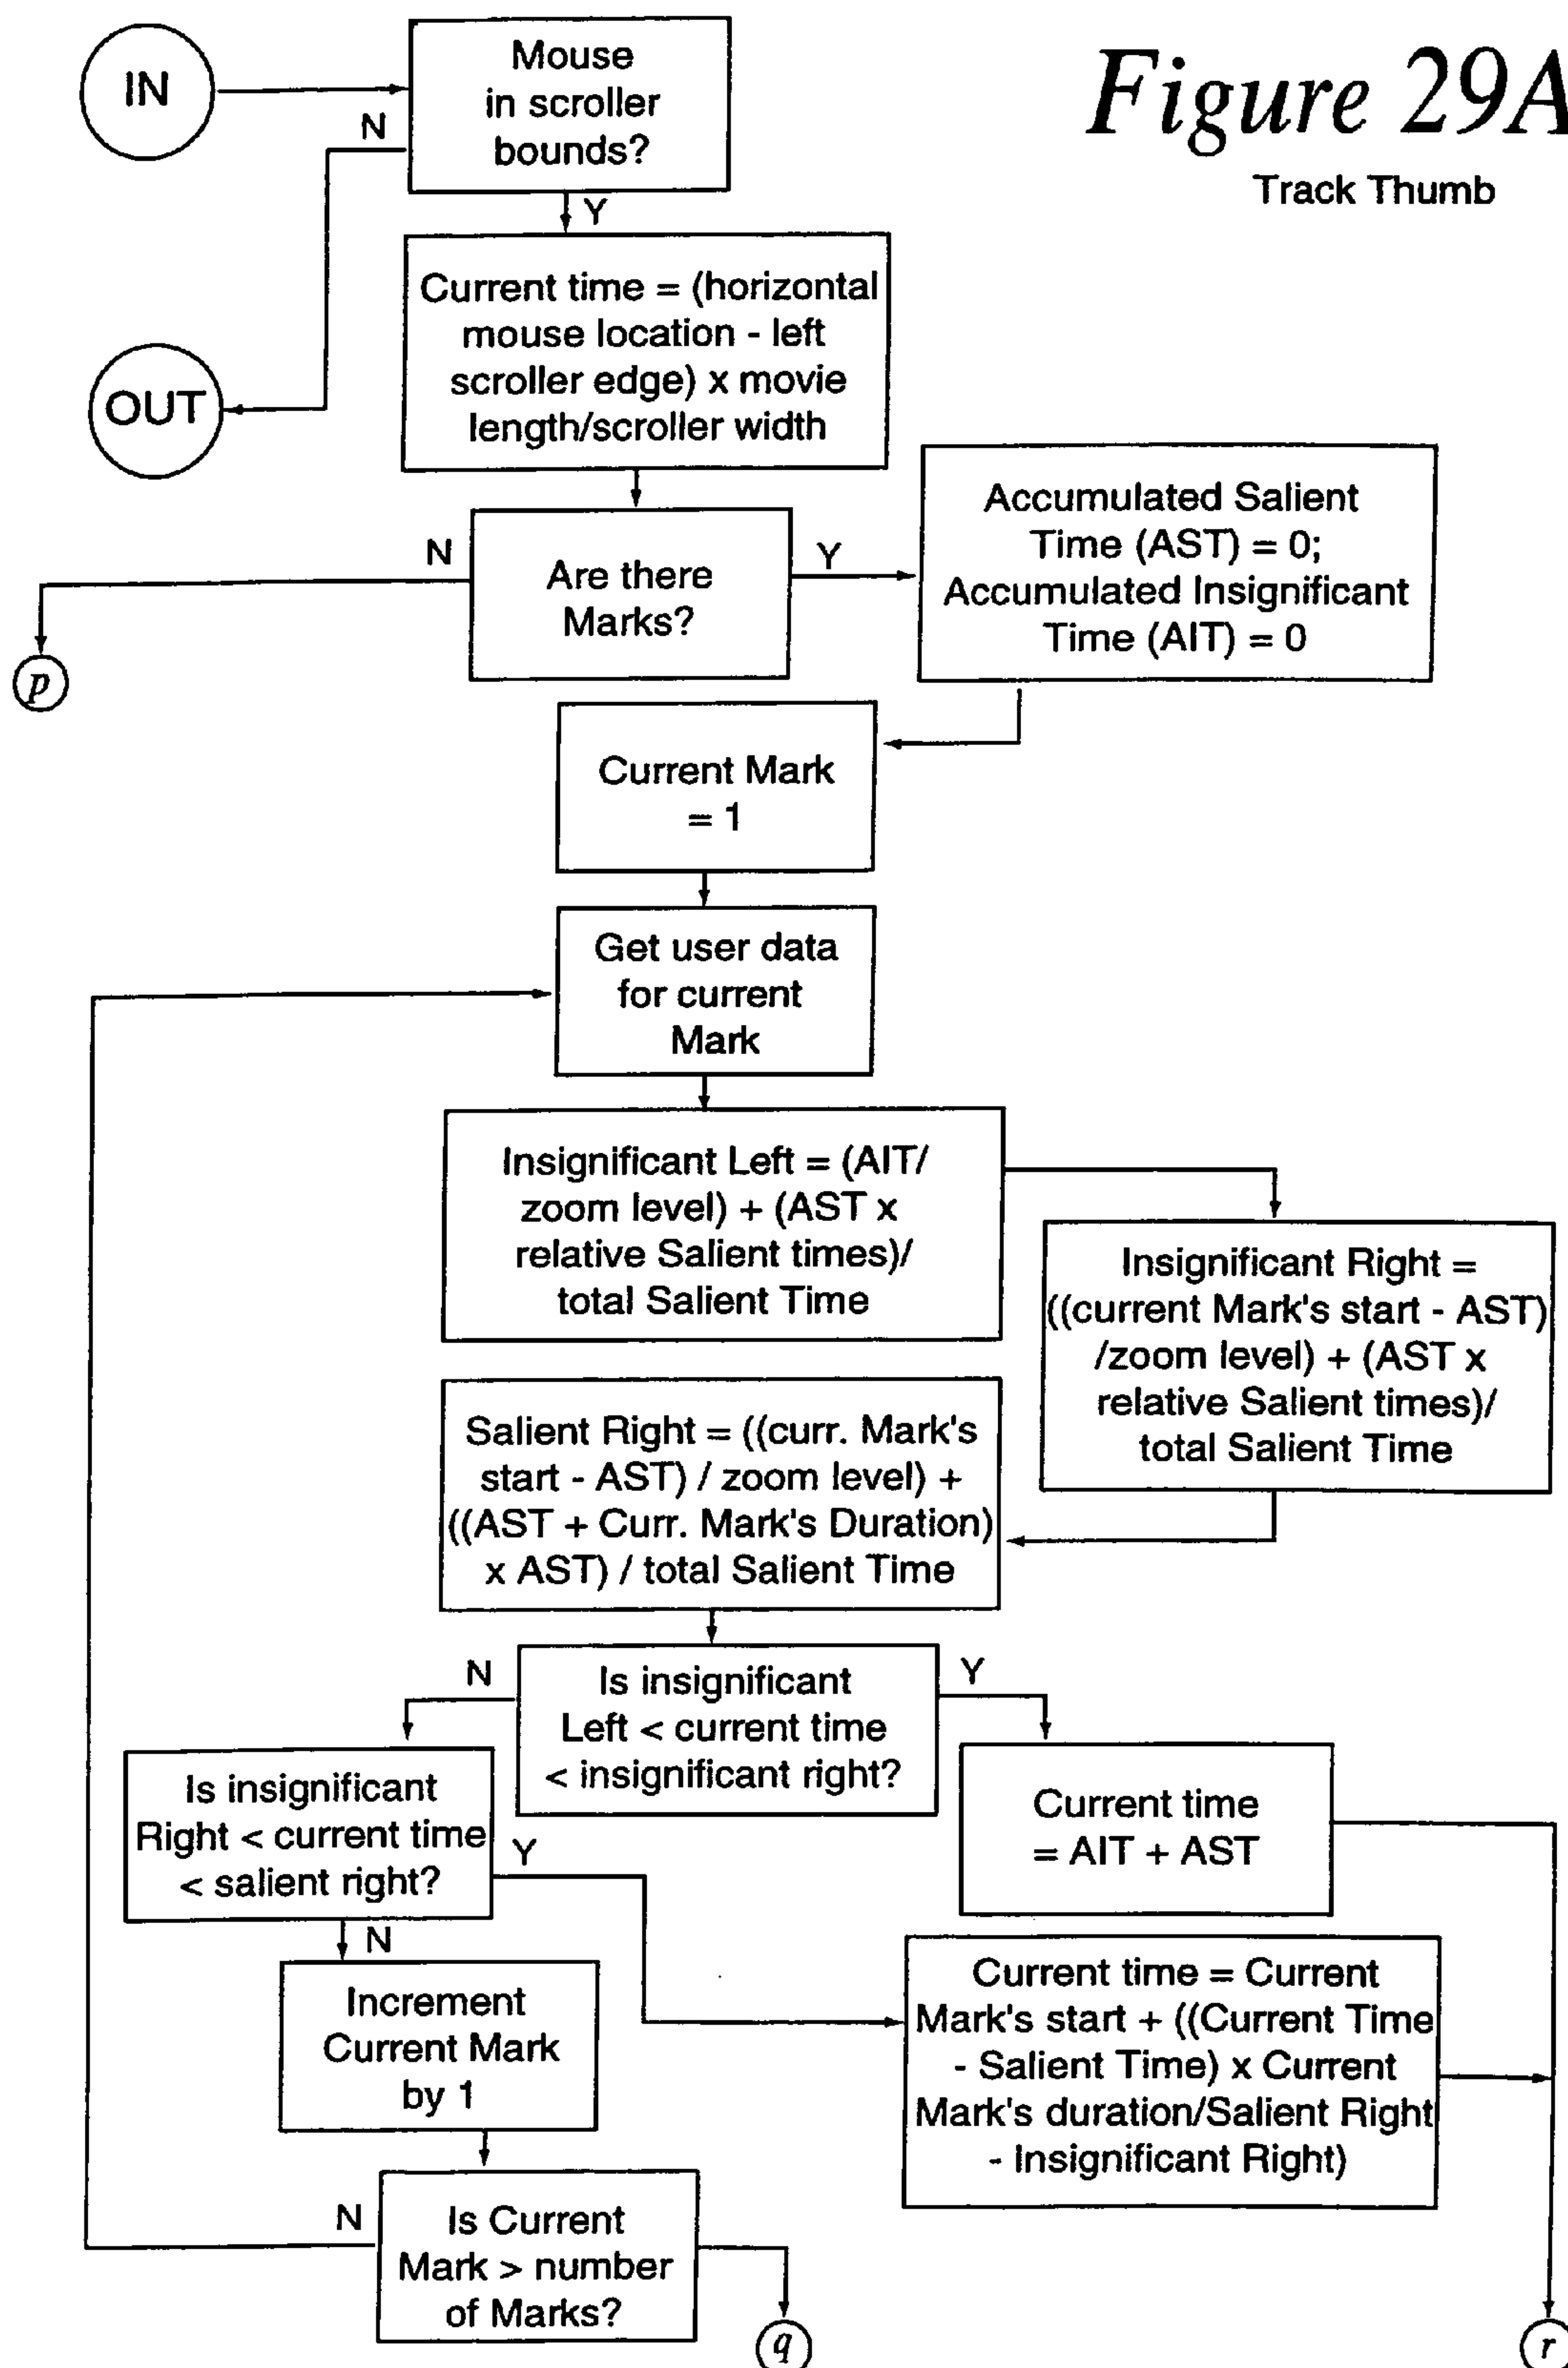 Figure 29A
Track Thumb
IN
Mouse
in scroller
bounds?
N
Y
OUT
Current time = (horizontal
mouse location - left
scroller edge) x movie
length/scroller width
N
Are there
Marks?
Y
Accumulated Salient
Time (AST) = 0;
Accumulated Insignificant
Time (AIT) = 0
p
Current Mark
= 1
Get user data
for current
Mark
Insignificant Left = (AIT/
zoom level) + (AST x
relative Salient times)/
total Salient Time
Insignificant Right =
((current Mark's start - AST)
/zoom level) + (AST x
relative Salient times)/
total Salient Time
Salient Right = ((curr. Mark's
start - AST) / zoom level) +
((AST + Curr. Mark's Duration)
x AST) / total Salient Time
N
Is insignificant
Left < current time
< insignificant right?
Y
Is insignificant
Right < current time
< salient right?
Y
N
Current time
= AIT + AST
Increment
Current Mark
by 1
Current time = Current
Mark's start + ((Current Time
- Salient Time) x Current
Mark's duration/Salient Right
- Insignificant Right)
N
Is Current
Mark > number
of Marks?
q
r